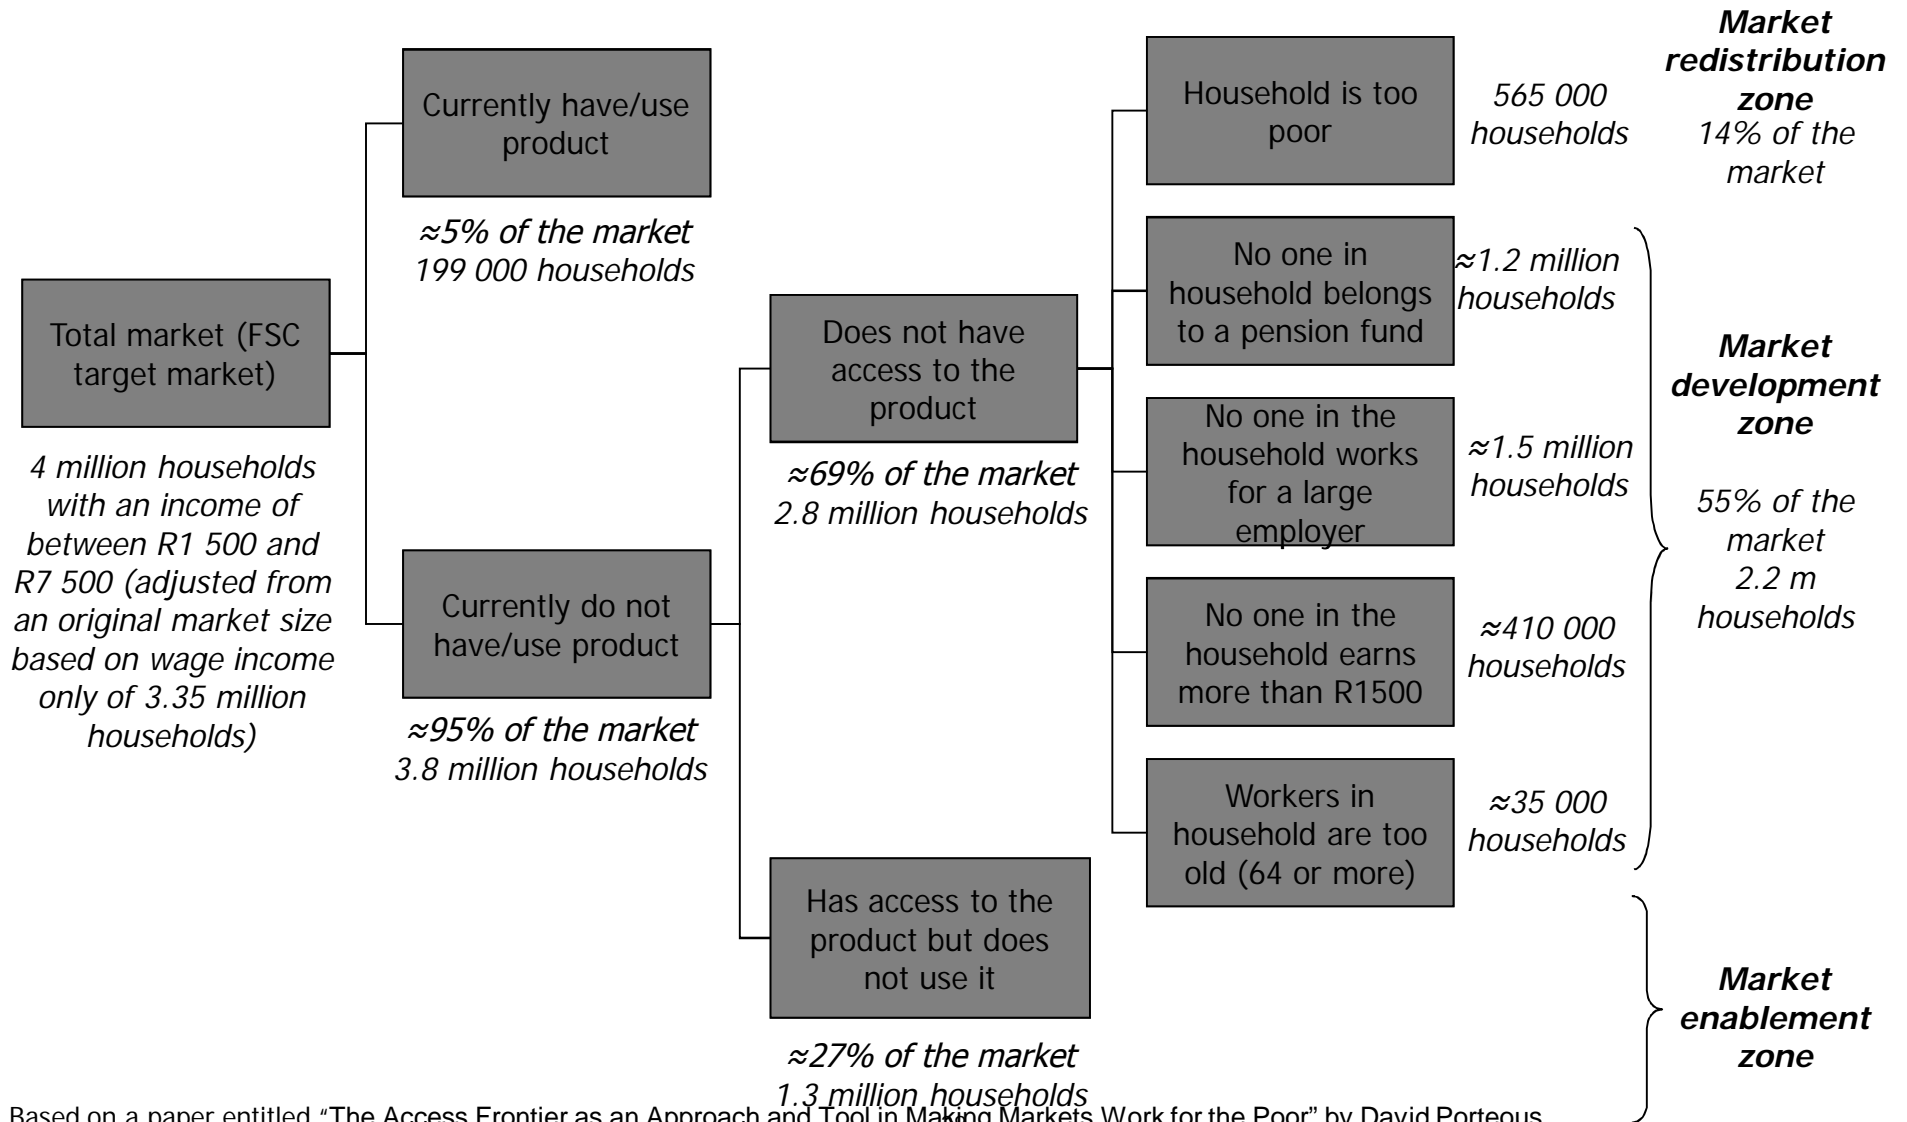 Total market (FSC
target market)
4 million households
with an income of
between R1 500 and
R7 500 (adjusted from
an original market size
based on wage income
only of 3.35 million
households)
Currently have/use
product
≈5% of the market
199 000 households
Currently do not
have/use product
≈95% of the market
3.8 million households
Does not have
access to the
product
≈69% of the market
2.8 million households
Has access to the
product but does
not use it
≈27% of the market
1.3 million households
Household is too
poor
565 000
households
No one in
household belongs
to a pension fund
≈1.2 million
households
No one in the
household works
for a large
employer
≈1.5 million
households
No one in the
household earns
more than R1500
≈410 000
households
Workers in
household are too
old (64 or more)
≈35 000
households
Market
redistribution
zone
14% of the
market
Market
development
zone
55% of the
market
2.2 m
households
Market
enablement
zone
Based on a paper entitled "The Access Frontier as an Approach and Tool in Making Markets Work for the Poor" by David Porteous